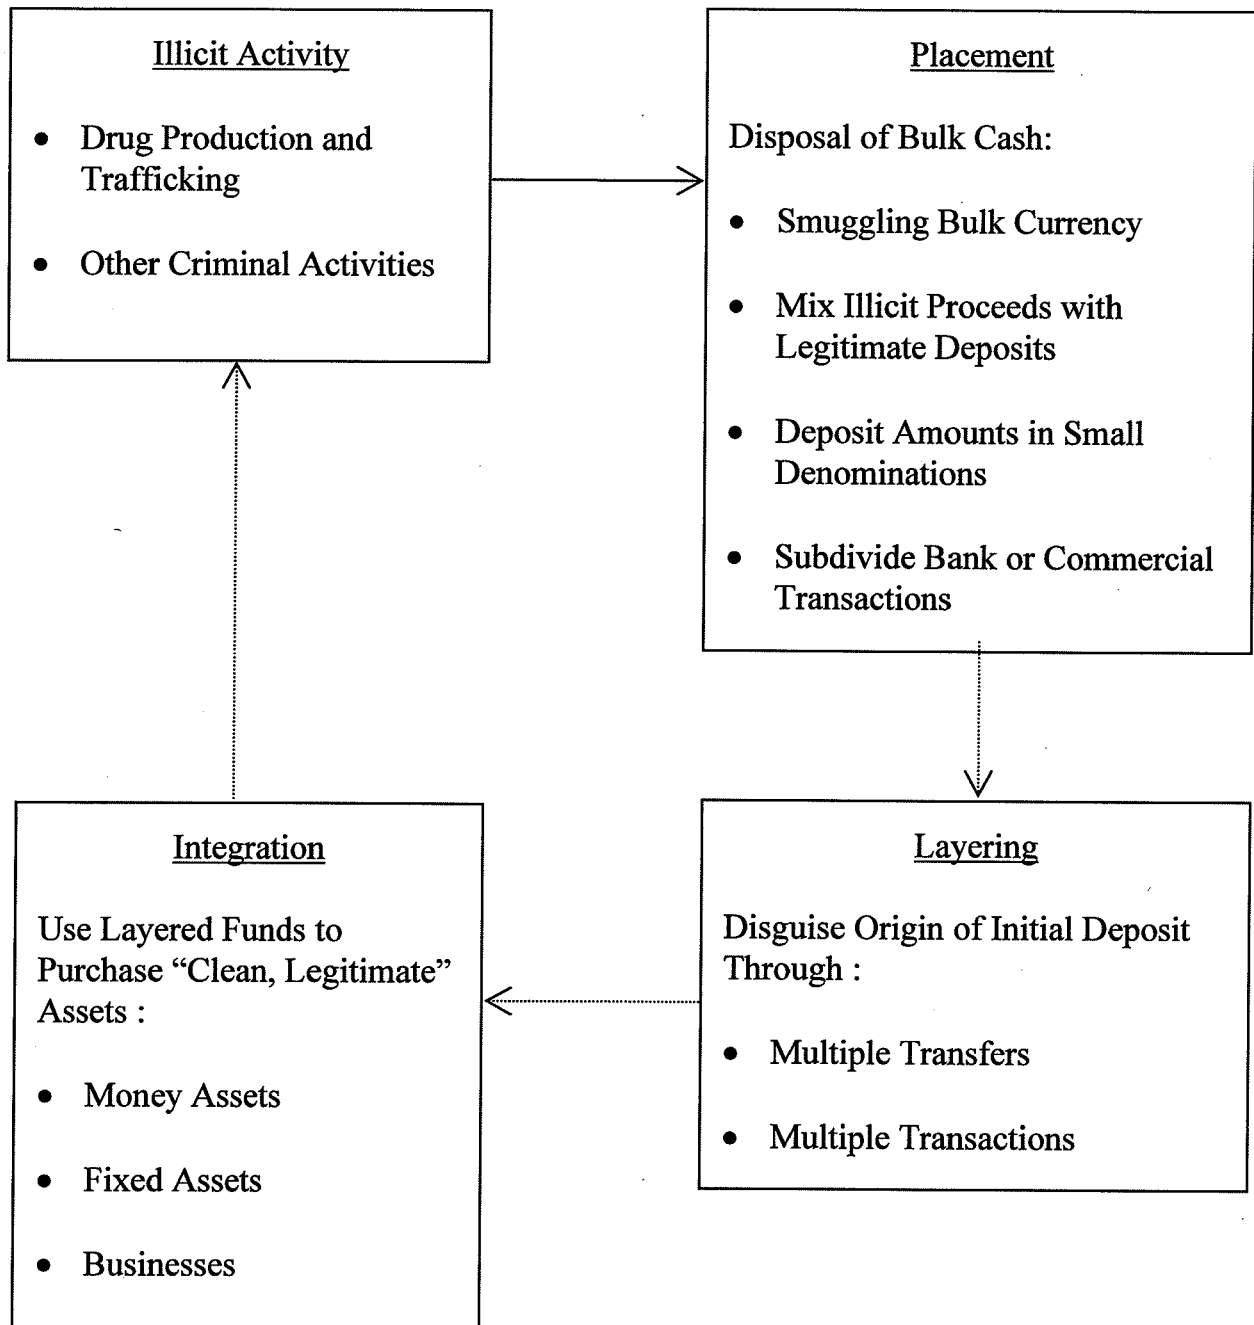 Illicit Activity
• Drug Production and
Trafficking
• Other Criminal Activities
Placement
Disposal of Bulk Cash:
• Smuggling Bulk Currency
• Mix Illicit Proceeds with
Legitimate Deposits
• Deposit Amounts in Small
Denominations
• Subdivide Bank or Commercial
Transactions
Layering
Disguise Origin of Initial Deposit
Through :
• Multiple Transfers
• Multiple Transactions
Integration
Use Layered Funds to
Purchase “Clean, Legitimate”
Assets :
• Money Assets
• Fixed Assets
• Businesses